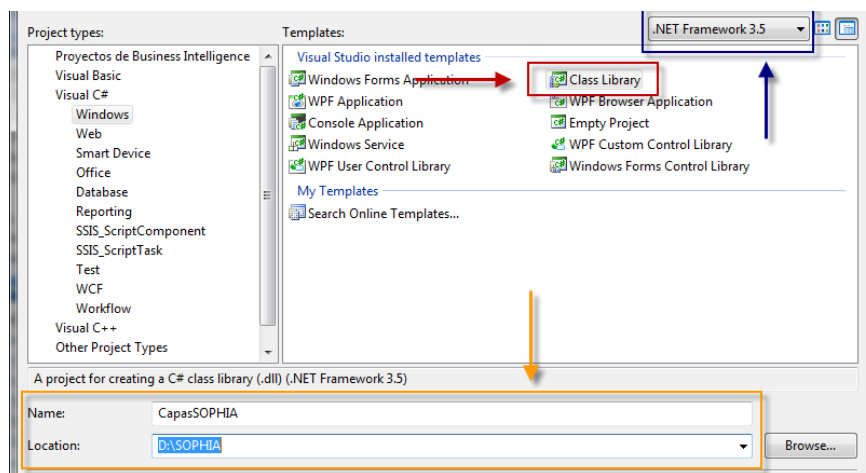 Project types:
Templates:
.NET Framework 3.5
Proyectos de Business Intelligence
Visual Basic
Visual C#
Windows
Web
Smart Device
Office
Database
Reporting
SSIS_ScriptComponent
SSIS_ScriptTask
Test
WCF
Workflow
Visual C++
Other Project Types
Visual Studio installed templates
Windows Forms Application
Class Library
WPF Application
WPF Browser Application
Console Application
Empty Project
Windows Service
WPF Custom Control Library
WPF User Control Library
Windows Forms Control Library
My Templates
Search Online Templates...
A project for creating a C# class library (.dll) (.NET Framework 3.5)
Name:
CapasSOPHIA
Location:
D:\SOPHIA
Browse...